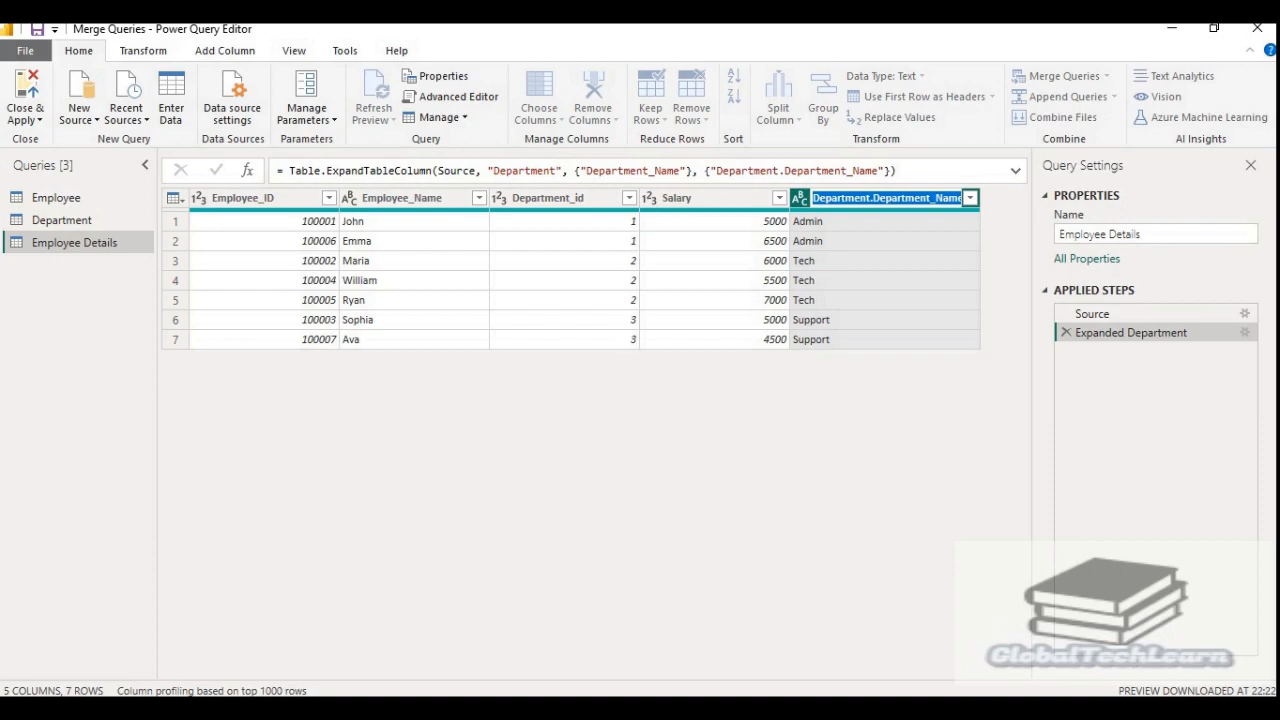 Merge Queries - Power Query Editor
File Home Transform Add Column View Tools Help
Close & Apply
New Source
Recent Sources
Enter Data
Data source settings
Manage Parameters
Refresh Preview
Properties
Advanced Editor
Manage
Choose Columns
Remove Columns
Keep Rows
Remove Rows
Split Column
Group By
Data Type: Text
Use First Row as Headers
Replace Values
Merge Queries
Append Queries
Combine Files
Text Analytics
Vision
Azure Machine Learning
Close New Query Data Sources Parameters Query Manage Columns Reduce Rows Sort Transform Combine AI Insights
Queries [3]
Employee
Department
Employee Details
fx = Table.ExpandTableColumn(Source, "Department", {"Department_Name"}, {"Department.Department_Name"})
123 Employee_ID ABC Employee_Name 123 Department_id 123 Salary ABC Department.Department_Name
1 100001 John 1 5000 Admin
2 100006 Emma 1 6500 Admin
3 100002 Maria 2 6000 Tech
4 100004 William 2 5500 Tech
5 100005 Ryan 2 7000 Tech
6 100003 Sophia 3 5000 Support
7 100007 Ava 3 4500 Support
Query Settings
PROPERTIES
Name
Employee Details
All Properties
APPLIED STEPS
Source
Expanded Department
GlobalTechLearn
5 COLUMNS, 7 ROWS Column profiling based on top 1000 rows PREVIEW DOWNLOADED AT 22:22